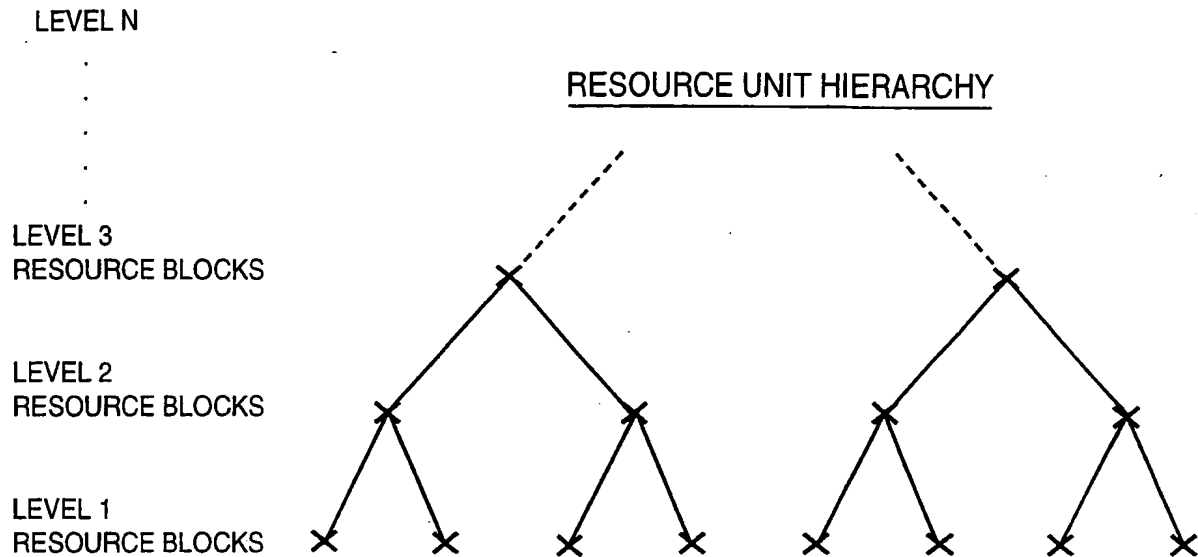 LEVEL N
RESOURCE UNIT HIERARCHY
LEVEL 3
RESOURCE BLOCKS
LEVEL 2
RESOURCE BLOCKS
LEVEL 1
RESOURCE BLOCKS